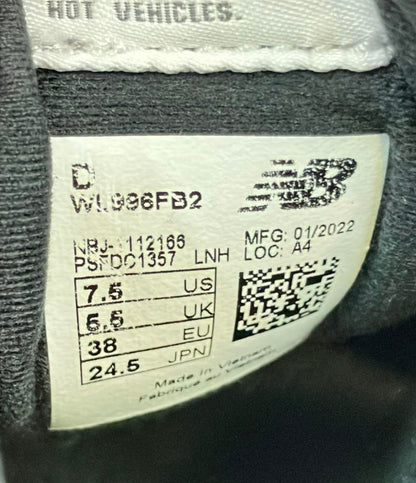 HOT VEHICLES.
D
WL996FB2
NB
NBJ-1112166
PSFDC1357 LNH
MFG: 01/2022
LOC: A4
7.5 US
5.5 UK
38 EU
24.5 JPN
Made in Vietnam
Fabriqué au Vietnam